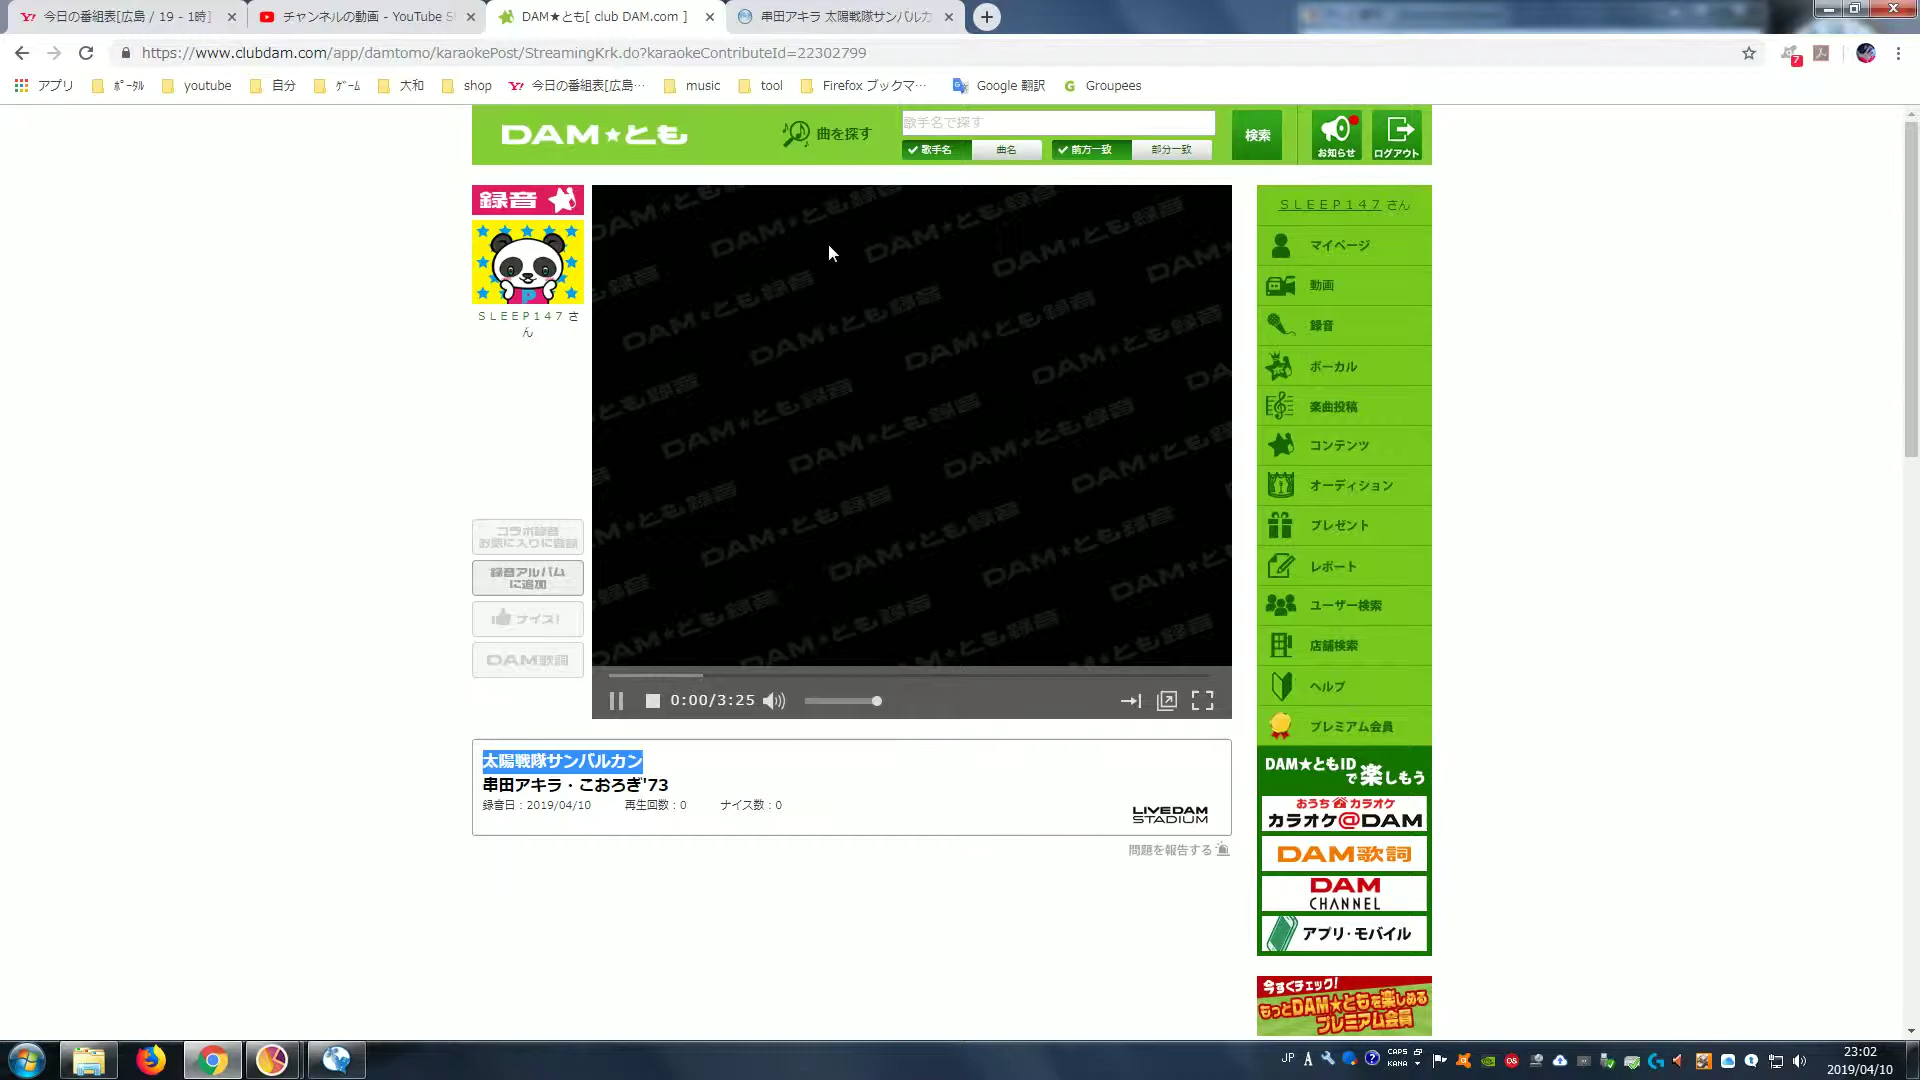 今日の番組表[広島 / 19 - 1時]
チャンネルの動画 - YouTube S
DAM★とも[ club DAM.com ]
串田アキラ 太陽戦隊サンバルカ
https://www.clubdam.com/app/damtomo/karaokePost/StreamingKrk.do?karaokeContributeId=22302799
7
アプリ
ポータル
youtube
自分
ゲーム
大和
shop
今日の番組表[広島…
music
tool
Firefox ブックマ…
Google 翻訳
Groupees
DAM★とも
曲を探す
歌手名で探す
歌手名
曲名
前方一致
部分一致
検索
お知らせ
ログアウト
録音
SLEEP147 さん
コラボ録音
お気に入りに登録
録音アルバム
に追加
ナイス!
DAM歌詞
DAM★とも録音
0:00/3:25
太陽戦隊サンバルカン
串田アキラ・こおろぎ'73
録音日：2019/04/10
再生回数：0
ナイス数：0
LIVEDAM
STADIUM
問題を報告する
SLEEP147 さん
マイページ
動画
録音
ボーカル
楽曲投稿
コンテンツ
オーディション
プレゼント
レポート
ユーザー検索
店舗検索
ヘルプ
プレミアム会員
DAM★ともID
で楽しもう
おうちカラオケ
カラオケ@DAM
DAM歌詞
DAM
CHANNEL
アプリ・モバイル
今すぐチェック!
もっとDAM★ともを楽しめる
プレミアム会員
JP
A
CAPS
KANA
23:02
2019/04/10